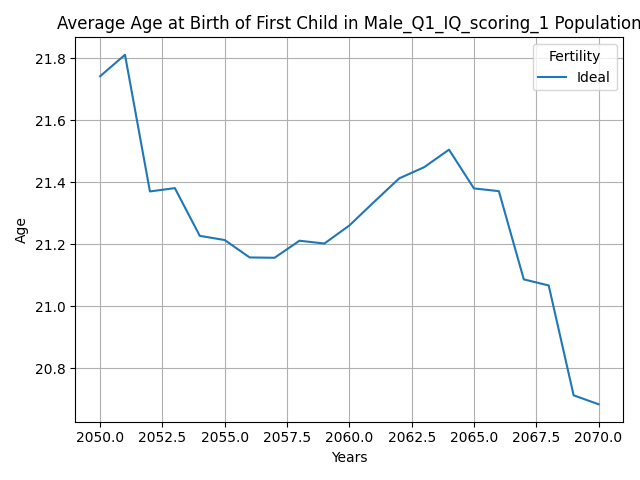 Average Age at Birth of First Child in Male_Q1_IQ_scoring_1 Population
Fertility
Ideal
21.8
21.6
21.4
21.2
21.0
20.8
Age
2050.0 2052.5 2055.0 2057.5 2060.0 2062.5 2065.0 2067.5 2070.0
Years